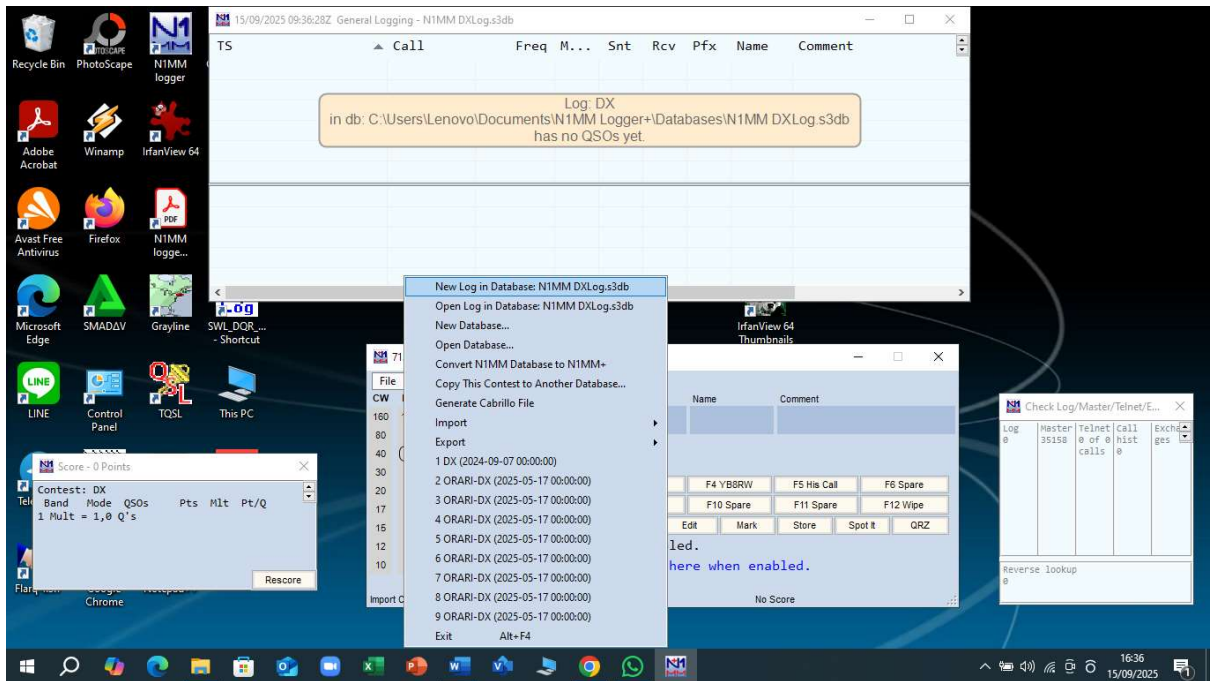 15/09/2025 09:36:28Z General Logging - N1MM DXLog.s3db
TS Call Freq M... Snt Rcv Pfx Name Comment
Log: DX
in db: C:\Users\Lenovo\Documents\N1MM Logger+\Databases\N1MM DXLog.s3db
has no QSOs yet.
Recycle Bin
PhotoScape
N1MM
logger
Adobe
Acrobat
Winamp
IrfanView 64
Avast Free
Antivirus
Firefox
PDF
N1MM
logge...
Microsoft
Edge
SMADΔV
Grayline
SWL_DQR_...
- Shortcut
IrfanView 64
Thumbnails
LINE
LINE
Control
Panel
TQSL
This PC
Google
Chrome
New Log in Database: N1MM DXLog.s3db
Open Log in Database: N1MM DXLog.s3db
New Database...
Open Database...
Convert N1MM Database to N1MM+
Copy This Contest to Another Database...
Generate Cabrillo File
Import
Export
1 DX (2024-09-07 00:00:00)
2 ORARI-DX (2025-05-17 00:00:00)
3 ORARI-DX (2025-05-17 00:00:00)
4 ORARI-DX (2025-05-17 00:00:00)
5 ORARI-DX (2025-05-17 00:00:00)
6 ORARI-DX (2025-05-17 00:00:00)
7 ORARI-DX (2025-05-17 00:00:00)
8 ORARI-DX (2025-05-17 00:00:00)
9 ORARI-DX (2025-05-17 00:00:00)
Exit Alt+F4
71
File
CW
160
80
40
30
20
17
15
12
10
Name Comment
F4 YB8RW F5 His Call F6 Spare
F10 Spare F11 Spare F12 Wipe
Edit Mark Store Spot It QRZ
led.
here when enabled.
No Score
Score - 0 Points
Contest: DX
Band Mode QSOs Pts Mlt Pt/Q
1 Mult = 1,0 Q's
Rescore
Check Log/Master/Telnet/E...
Log Master Telnet Call Excha
0 35158 0 of 0 hist ges
calls 0
Reverse lookup
0
16:36
15/09/2025